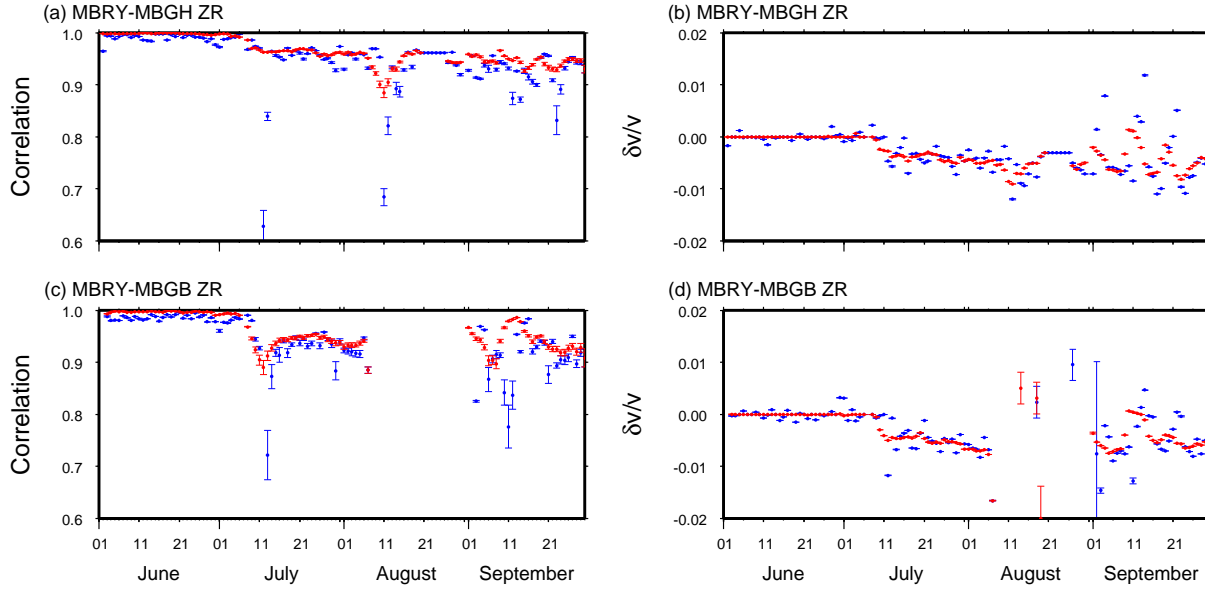 (a) MBRY-MBGH ZR
(b) MBRY-MBGH ZR
1.0
0.9
0.8
0.7
0.6
Correlation
0.02
0.01
0.00
-0.01
-0.02
δv/v
(c) MBRY-MBGB ZR
(d) MBRY-MBGB ZR
1.0
0.9
0.8
0.7
0.6
Correlation
0.02
0.01
0.00
-0.01
-0.02
δv/v
01 11 21 01 11 21 01 11 21 01 11 21
June July August September
01 11 21 01 11 21 01 11 21 01 11 21
June July August September